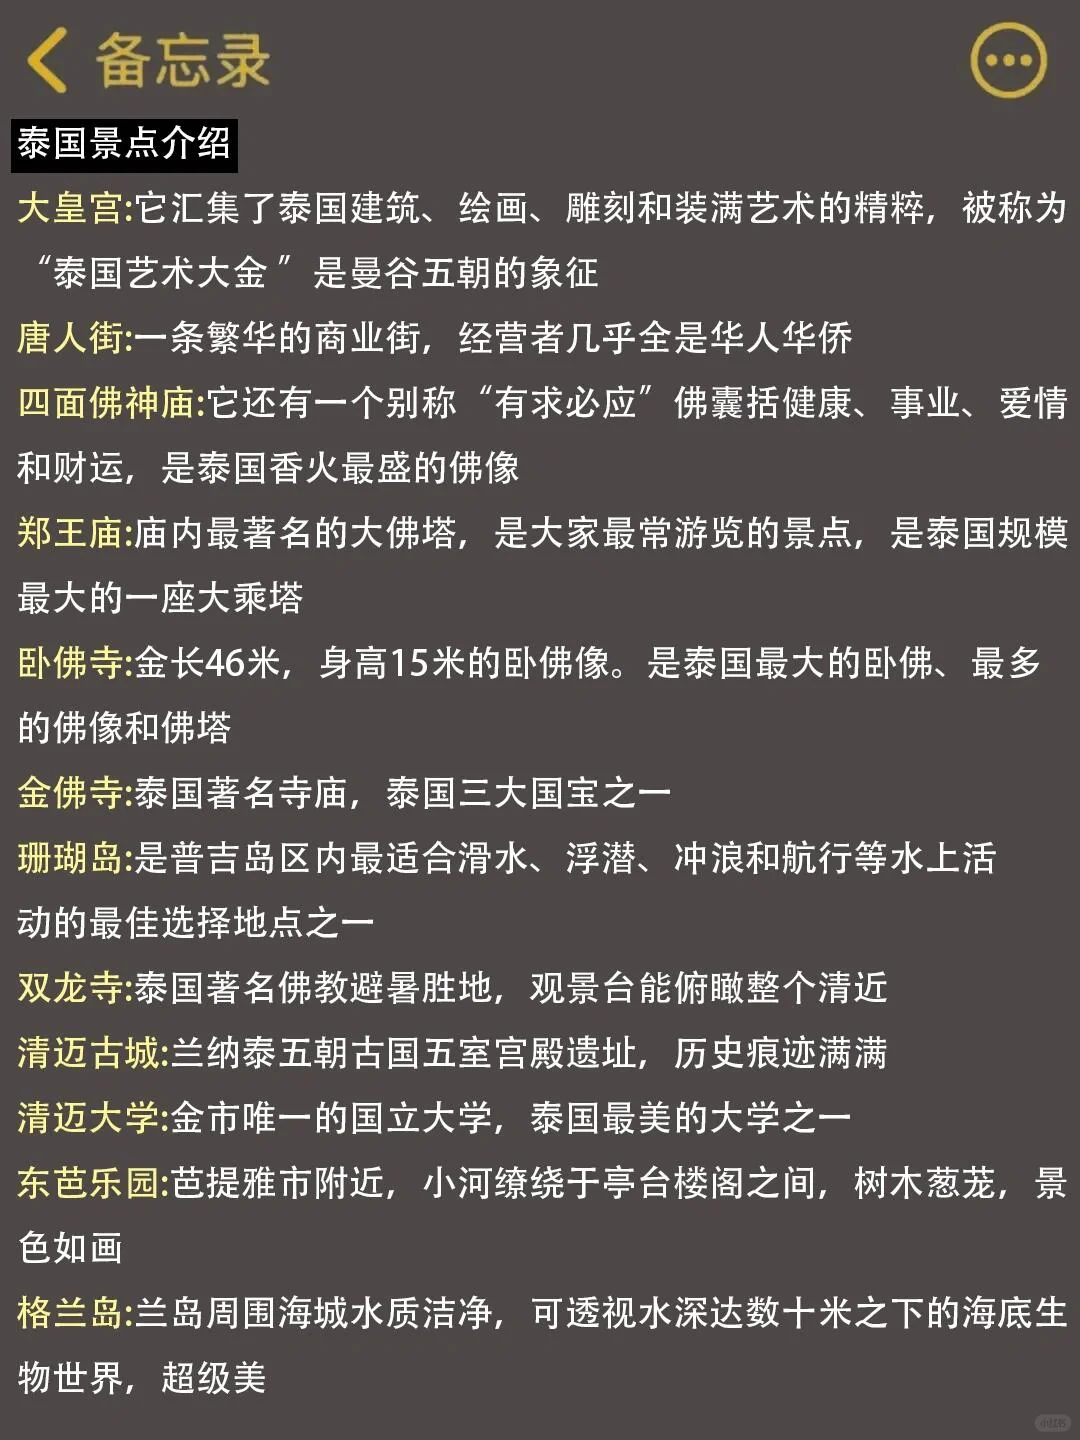 备忘录
泰国景点介绍
大皇宫:它汇集了泰国建筑、绘画、雕刻和装满艺术的精粹，被称为
“泰国艺术大金 ”是曼谷五朝的象征
唐人街:一条繁华的商业街，经营者几乎全是华人华侨
四面佛神庙:它还有一个别称“有求必应”佛囊括健康、事业、爱情
和财运，是泰国香火最盛的佛像
郑王庙:庙内最著名的大佛塔，是大家最常游览的景点，是泰国规模
最大的一座大乘塔
卧佛寺:金长46米，身高15米的卧佛像。是泰国最大的卧佛、最多
的佛像和佛塔
金佛寺:泰国著名寺庙，泰国三大国宝之一
珊瑚岛:是普吉岛区内最适合滑水、浮潜、冲浪和航行等水上活
动的最佳选择地点之一
双龙寺:泰国著名佛教避暑胜地，观景台能俯瞰整个清近
清迈古城:兰纳泰五朝古国五室宫殿遗址，历史痕迹满满
清迈大学:金市唯一的国立大学，泰国最美的大学之一
东芭乐园:芭提雅市附近，小河缭绕于亭台楼阁之间，树木葱茏，景
色如画
格兰岛:兰岛周围海城水质洁净，可透视水深达数十米之下的海底生
物世界，超级美
小红书